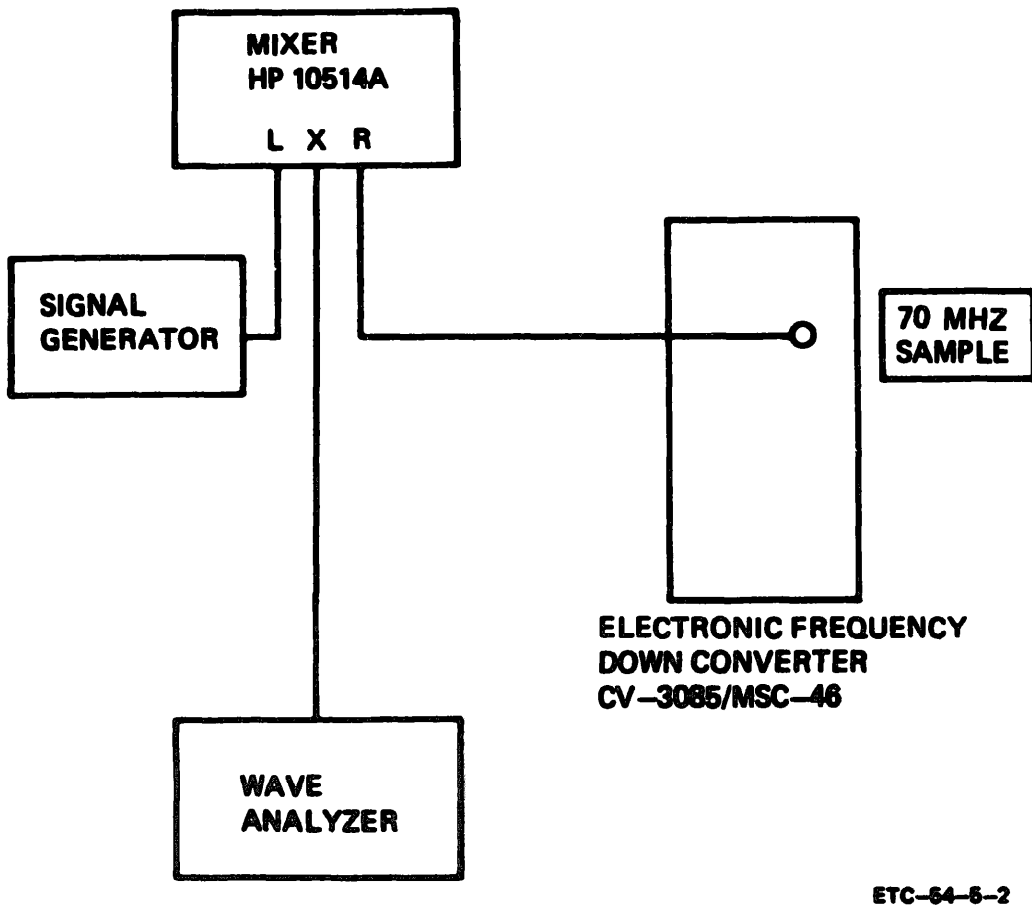 MIXER
HP 10514A
L X R
SIGNAL
GENERATOR
70 MHZ
SAMPLE
ELECTRONIC FREQUENCY
DOWN CONVERTER
CV-3085/MSC-46
WAVE
ANALYZER
ETC-54-5-2